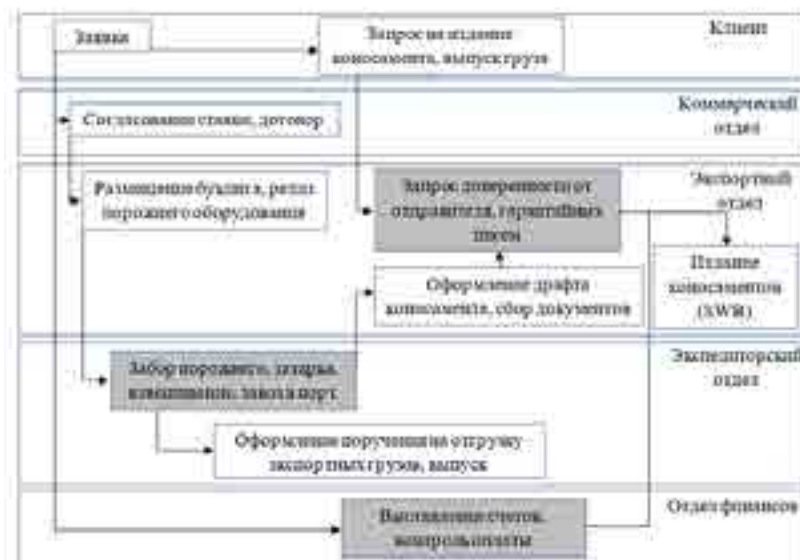 Заявка
Запрос на издание
коносамента, выпуск груза
Клиент
Коммерческий
отдел
Согласование ставки, договор
Экспортный
отдел
Размещение букинга, релиз
порожнего оборудования
Запрос доверенности от
отправителя, гарантийных
писем
Издание
коносаментов
(SWB)
Оформление драфта
коносамента, сбор документов
Экспедиторский
отдел
Забор порожнего, затарка,
взвешивание, завоз в порт
Оформление поручения на отгрузку
экспортных грузов, выпуск
Отдел финансов
Выставление счетов,
контроль оплаты